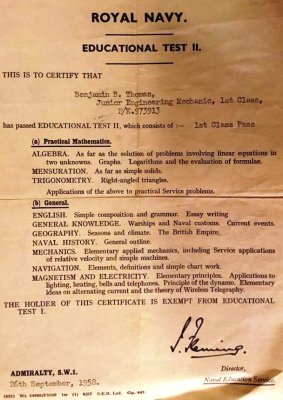 ROYAL NAVY.
EDUCATIONAL TEST II.
THIS IS TO CERTIFY THAT
Benjamin B. Thomas,
Junior Engineering Mechanic, 1st Class,
D/K.973913
has passed EDUCATIONAL TEST II, which consists of :— 1st Class Pass
(a) Practical Mathematics.
ALGEBRA. As far as the solution of problems involving linear equations in
two unknowns. Graphs. Logarithms and the evaluation of formulae.
MENSURATION. As far as simple solids.
TRIGONOMETRY. Right-angled triangles.
Applications of the above to practical Service problems.
(b) General.
ENGLISH. Simple composition and grammar. Essay writing.
GENERAL KNOWLEDGE. Warships and Naval customs. Current events.
GEOGRAPHY. Seasons and climate. The British Empire.
NAVAL HISTORY. General outline.
MECHANICS. Elementary applied mechanics, including Service applications
of relative velocity and simple machines.
NAVIGATION. Elements, definitions and simple chart work.
MAGNETISM AND ELECTRICITY. Elementary principles. Applications to
lighting, heating, bells and telephones. Principle of the dynamo. Elementary
ideas on alternating current and the theory of Wireless Telegraphy.
THE HOLDER OF THIS CERTIFICATE IS EXEMPT FROM EDUCATIONAL
TEST I.
Fleming
Director,
ADMIRALTY, S.W.1.
Naval Education Service.
26th September, 1958.